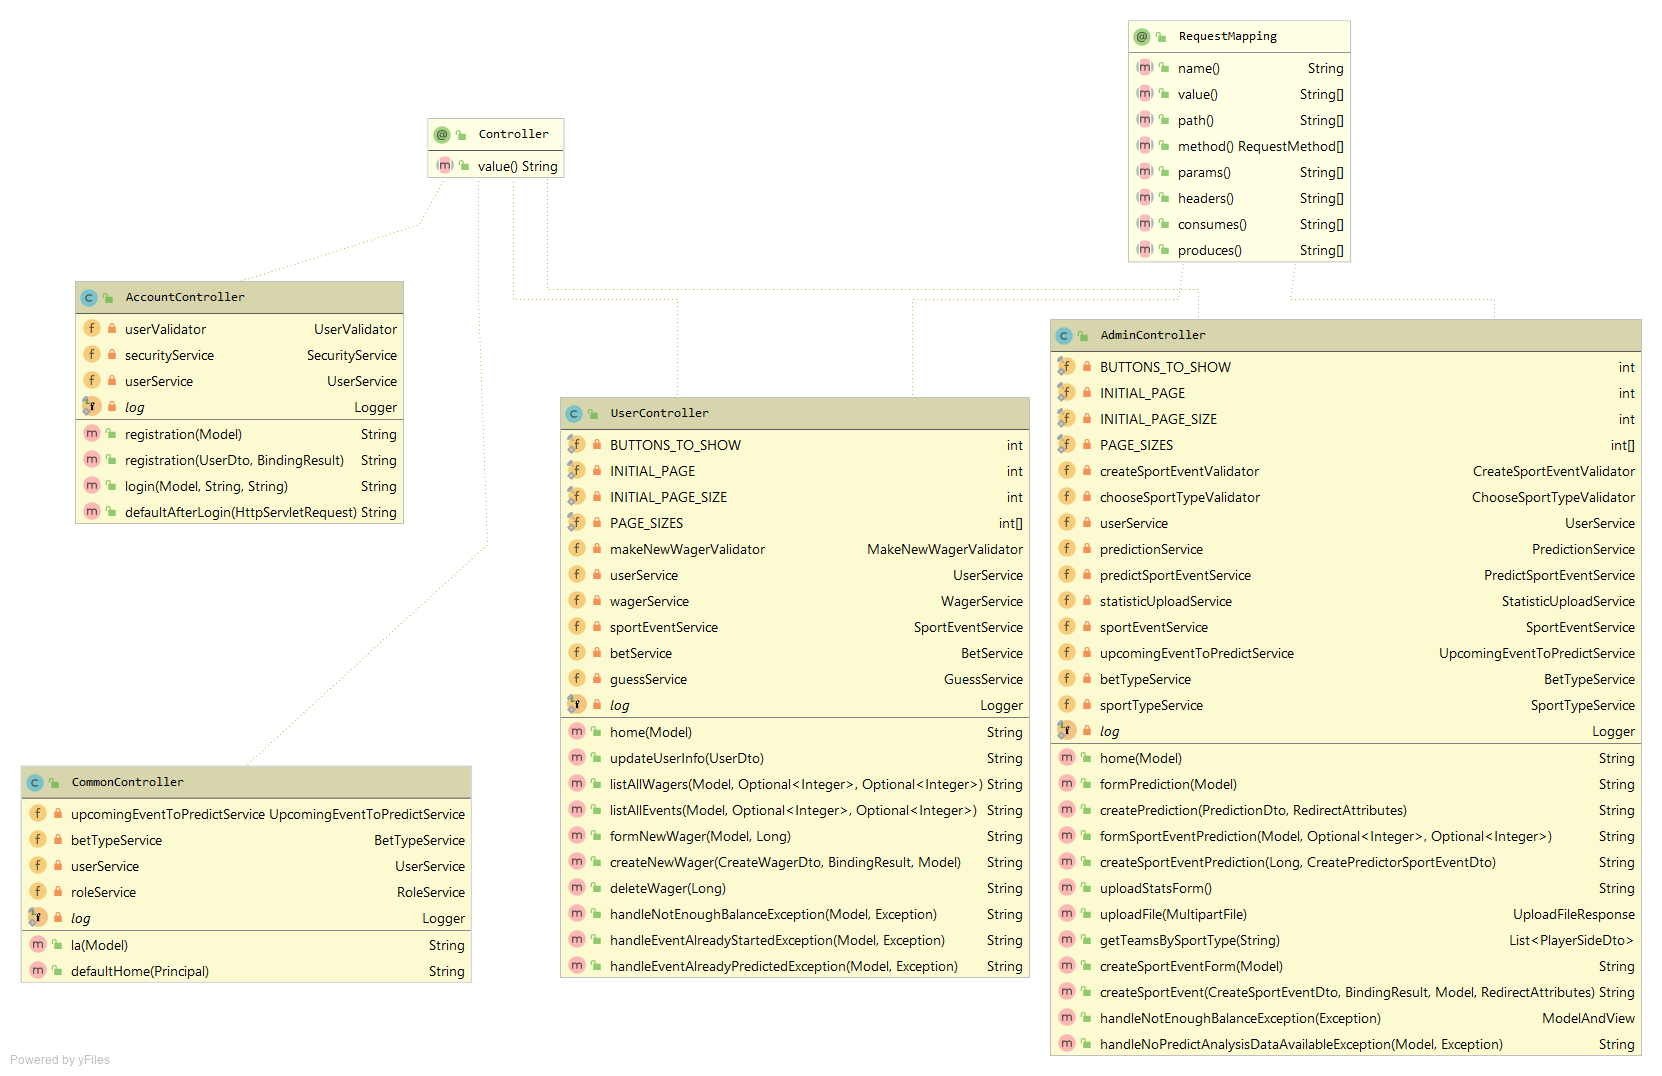 RequestMapping
name() String
value() String[]
path() String[]
method() RequestMethod[]
params() String[]
headers() String[]
consumes() String[]
produces() String[]
Controller
value() String
AccountController
userValidator UserValidator
securityService SecurityService
userService UserService
log Logger
registration(Model) String
registration(UserDto, BindingResult) String
login(Model, String, String) String
defaultAfterLogin(HttpServletRequest) String
UserController
BUTTONS_TO_SHOW int
INITIAL_PAGE int
INITIAL_PAGE_SIZE int
PAGE_SIZES int[]
makeNewWagerValidator MakeNewWagerValidator
userService UserService
wagerService WagerService
sportEventService SportEventService
betService BetService
guessService GuessService
log Logger
home(Model) String
updateUserInfo(UserDto) String
listAllWagers(Model, Optional<Integer>, Optional<Integer>) String
listAllEvents(Model, Optional<Integer>, Optional<Integer>) String
formNewWager(Model, Long) String
createNewWager(CreateWagerDto, BindingResult, Model) String
deleteWager(Long) String
handleNotEnoughBalanceException(Model, Exception) String
handleEventAlreadyStartedException(Model, Exception) String
handleEventAlreadyPredictedException(Model, Exception) String
AdminController
BUTTONS_TO_SHOW int
INITIAL_PAGE int
INITIAL_PAGE_SIZE int
PAGE_SIZES int[]
createSportEventValidator CreateSportEventValidator
chooseSportTypeValidator ChooseSportTypeValidator
userService UserService
predictionService PredictionService
predictSportEventService PredictSportEventService
statisticUploadService StatisticUploadService
sportEventService SportEventService
upcomingEventToPredictService UpcomingEventToPredictService
betTypeService BetTypeService
sportTypeService SportTypeService
log Logger
home(Model) String
formPrediction(Model) String
createPrediction(PredictionDto, RedirectAttributes) String
formSportEventPrediction(Model, Optional<Integer>, Optional<Integer>) String
createSportEventPrediction(Long, CreatePredictorSportEventDto) String
uploadStatsForm() String
uploadFile(MultipartFile) UploadFileResponse
getTeamsBySportType(String) List<PlayerSideDto>
createSportEventForm(Model) String
createSportEvent(CreateSportEventDto, BindingResult, Model, RedirectAttributes) String
handleNotEnoughBalanceException(Exception) ModelAndView
handleNoPredictAnalysisDataAvailableException(Model, Exception) String
CommonController
upcomingEventToPredictService UpcomingEventToPredictService
betTypeService BetTypeService
userService UserService
roleService RoleService
log Logger
la(Model) String
defaultHome(Principal) String
Powered by yFiles